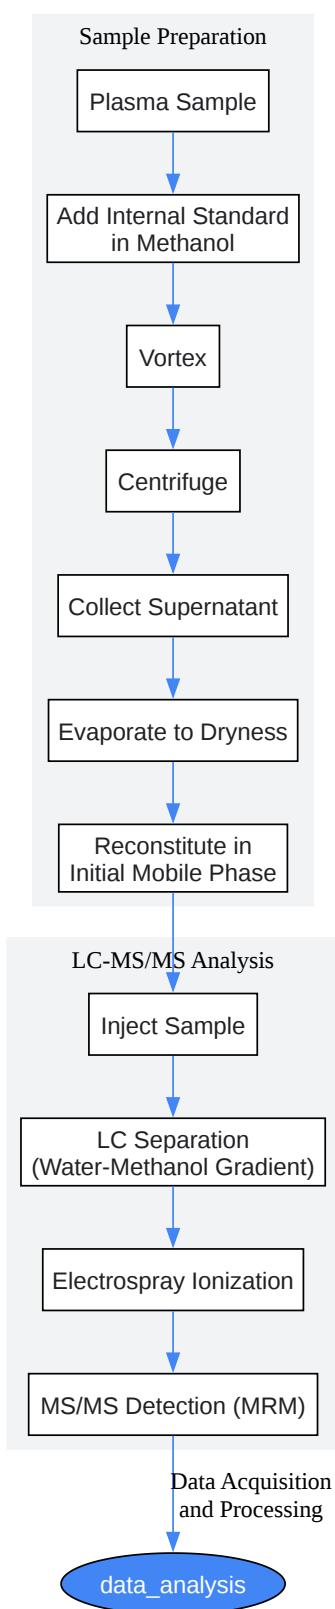 Sample Preparation
Plasma Sample
Add Internal Standard
in Methanol
Vortex
Centrifuge
Collect Supernatant
Evaporate to Dryness
Reconstitute in
Initial Mobile Phase
LC-MS/MS Analysis
Inject Sample
LC Separation
(Water-Methanol Gradient)
Electrospray Ionization
MS/MS Detection (MRM)
Data Acquisition
and Processing
data_analysis